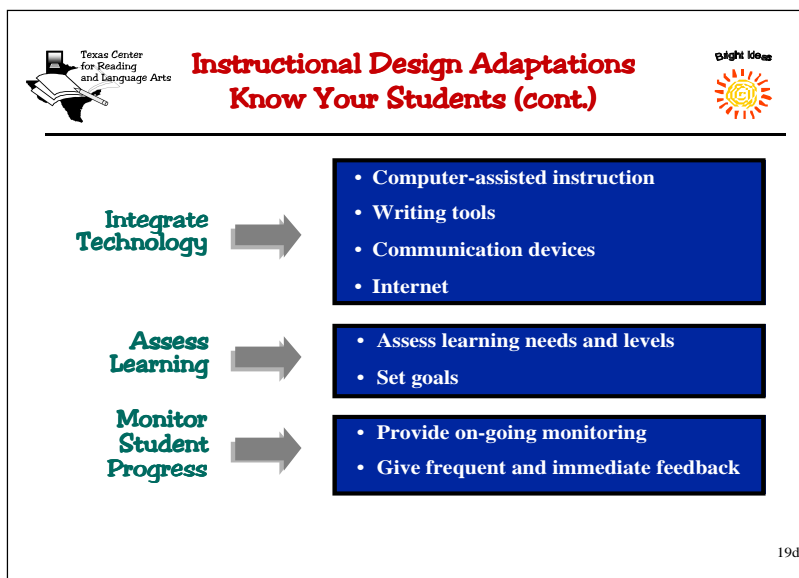 Texas Center
for Reading
and Language Arts
Instructional Design Adaptations
Know Your Students (cont.)
Bright Ideas
Integrate
Technology
• Computer-assisted instruction
• Writing tools
• Communication devices
• Internet
Assess
Learning
• Assess learning needs and levels
• Set goals
Monitor
Student
Progress
• Provide on-going monitoring
• Give frequent and immediate feedback
19d